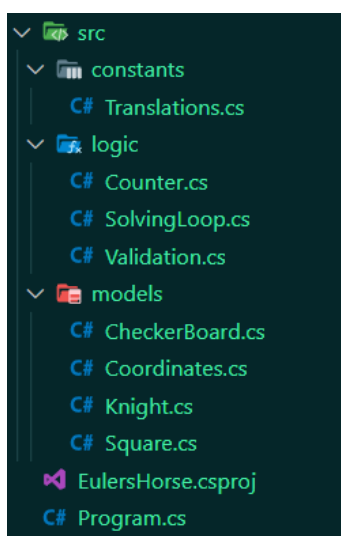 src
constants
C# Translations.cs
logic
C# Counter.cs
C# SolvingLoop.cs
C# Validation.cs
models
C# CheckerBoard.cs
C# Coordinates.cs
C# Knight.cs
C# Square.cs
EulersHorse.csproj
C# Program.cs